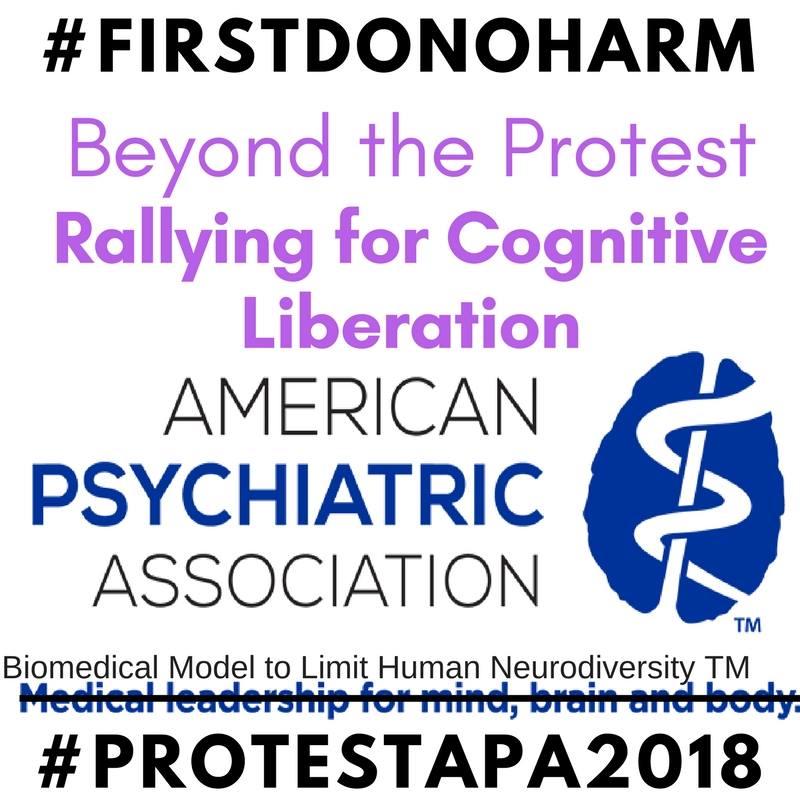 #FIRSTDONOHARM
Beyond the Protest
Rallying for Cognitive
Liberation
AMERICAN
PSYCHIATRIC
ASSOCIATION
TM
Biomedical Model to Limit Human Neurodiversity TM
Medical leadership for mind, brain and body.
#PROTESTAPA2018